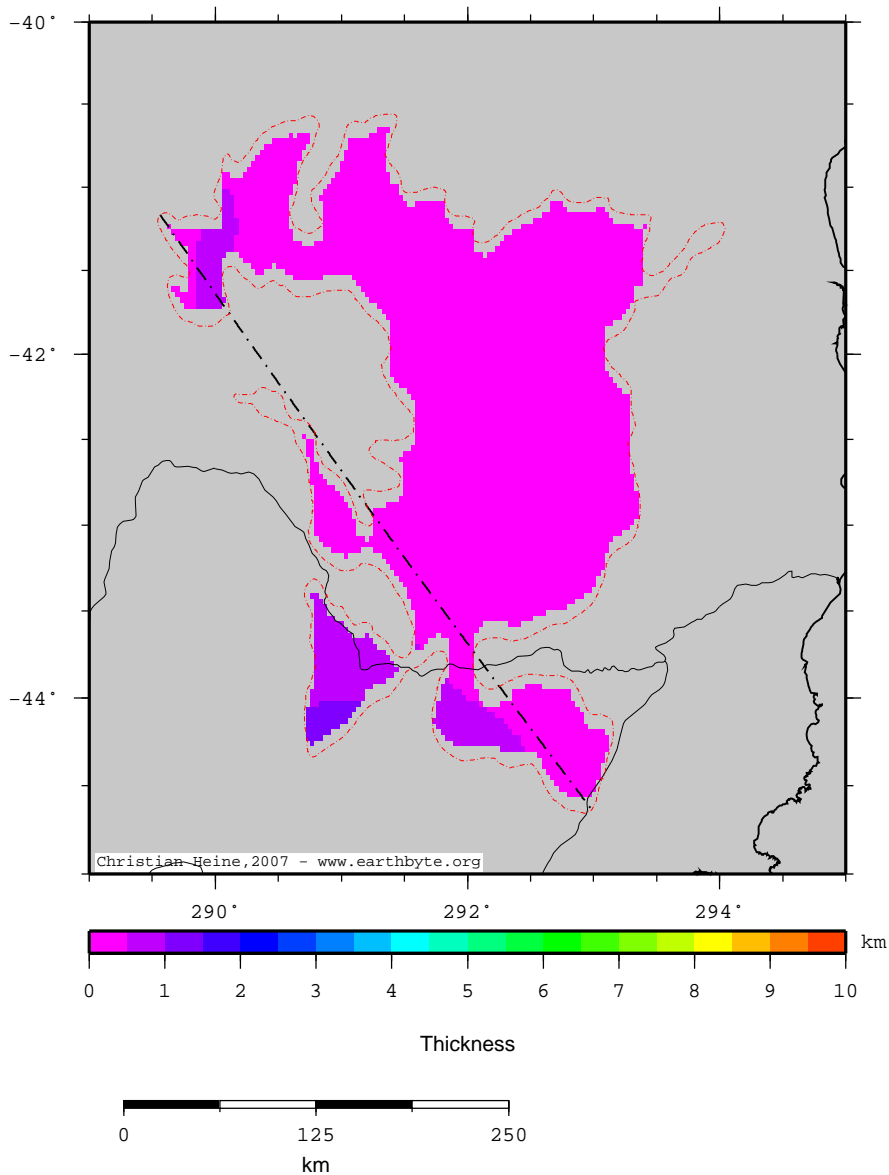 −40°
−42°
−44°
Christian Heine,2007 − www.earthbyte.org
290° 292° 294°
km
0 1 2 3 4 5 6 7 8 9 10
Thickness
0 125 250
km